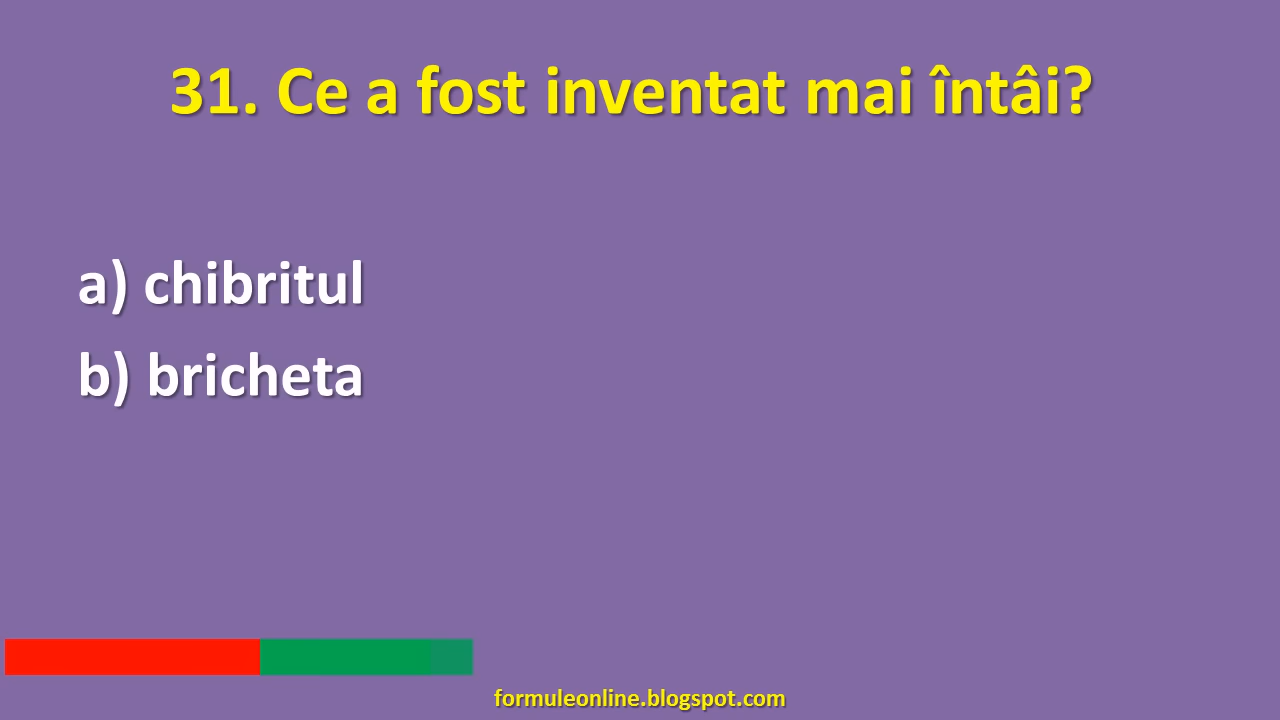 31. Ce a fost inventat mai întâi?
a) chibritul
b) bricheta
formuleonline.blogspot.com